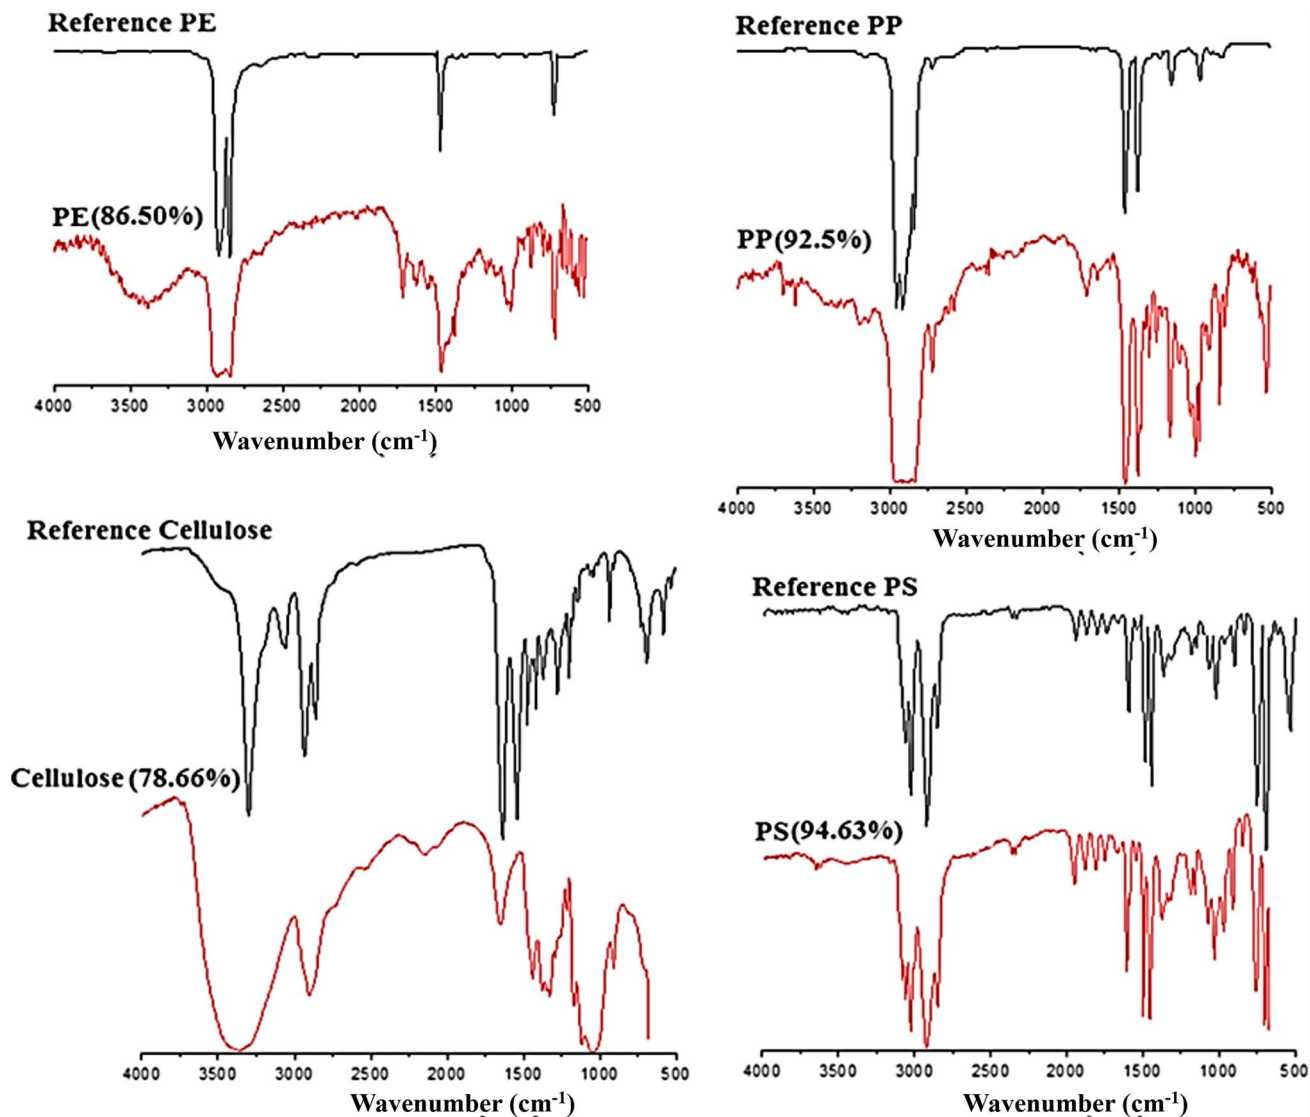 Reference PE
PE(86.50%)
4000 3500 3000 2500 2000 1500 1000 500
Wavenumber (cm-1)
Reference PP
PP(92.5%)
4000 3500 3000 2500 2000 1500 1000 500
Wavenumber (cm-1)
Reference Cellulose
Cellulose(78.66%)
4000 3500 3000 2500 2000 1500 1000 500
Wavenumber (cm-1)
Reference PS
PS(94.63%)
4000 3500 3000 2500 2000 1500 1000 500
Wavenumber (cm-1)